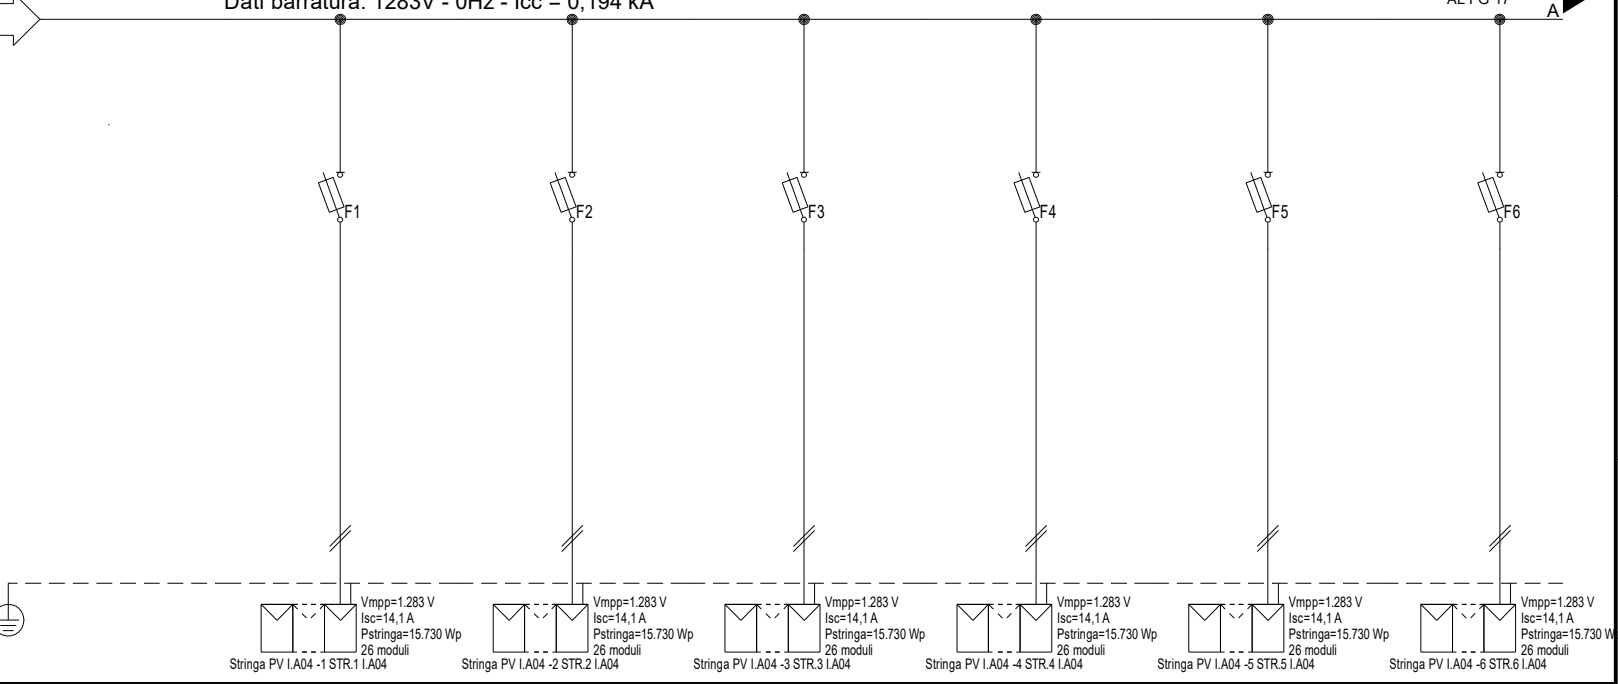 Dati barratura: 1283V - 0Hz - Icc = 0,194 kA
A
F1
F2
F3
F4
F5
F6
Vmpp=1.283 V
Isc=14,1 A
Pstringa=15.730 Wp
26 moduli
Stringa PV I.A04 -1 STR.1 I.A04
Vmpp=1.283 V
Isc=14,1 A
Pstringa=15.730 Wp
26 moduli
Stringa PV I.A04 -2 STR.2 I.A04
Vmpp=1.283 V
Isc=14,1 A
Pstringa=15.730 Wp
26 moduli
Stringa PV I.A04 -3 STR.3 I.A04
Vmpp=1.283 V
Isc=14,1 A
Pstringa=15.730 Wp
26 moduli
Stringa PV I.A04 -4 STR.4 I.A04
Vmpp=1.283 V
Isc=14,1 A
Pstringa=15.730 Wp
26 moduli
Stringa PV I.A04 -5 STR.5 I.A04
Vmpp=1.283 V
Isc=14,1 A
Pstringa=15.730 W
26 moduli
Stringa PV I.A04 -6 STR.6 I.A04